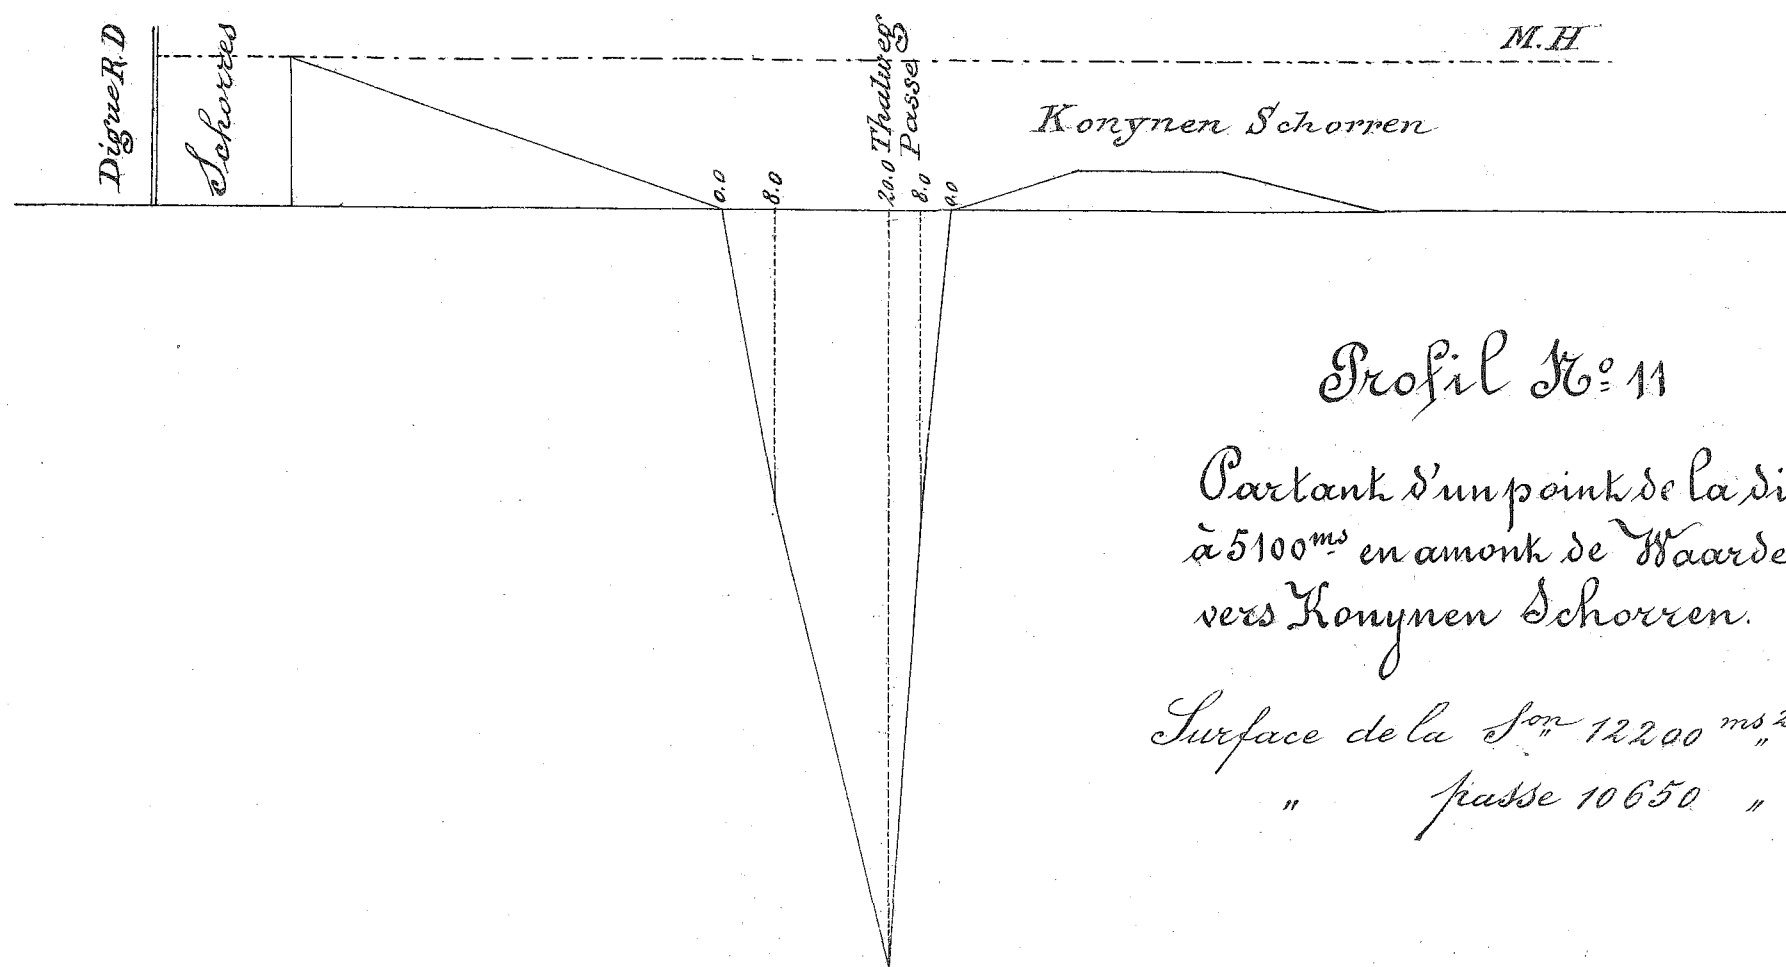 Digue R.D
Schorres
0.0
8.0
20.0 Thalweg
Passe
8.0
0.0
M.H
Konynen Schorren
Profil Nº 11
Partant d'un point de la di
à 5100ms en amont de Waarde
vers Konynen Schorren.
Surface de la Son 12200 ms 2
" passe 10650 "